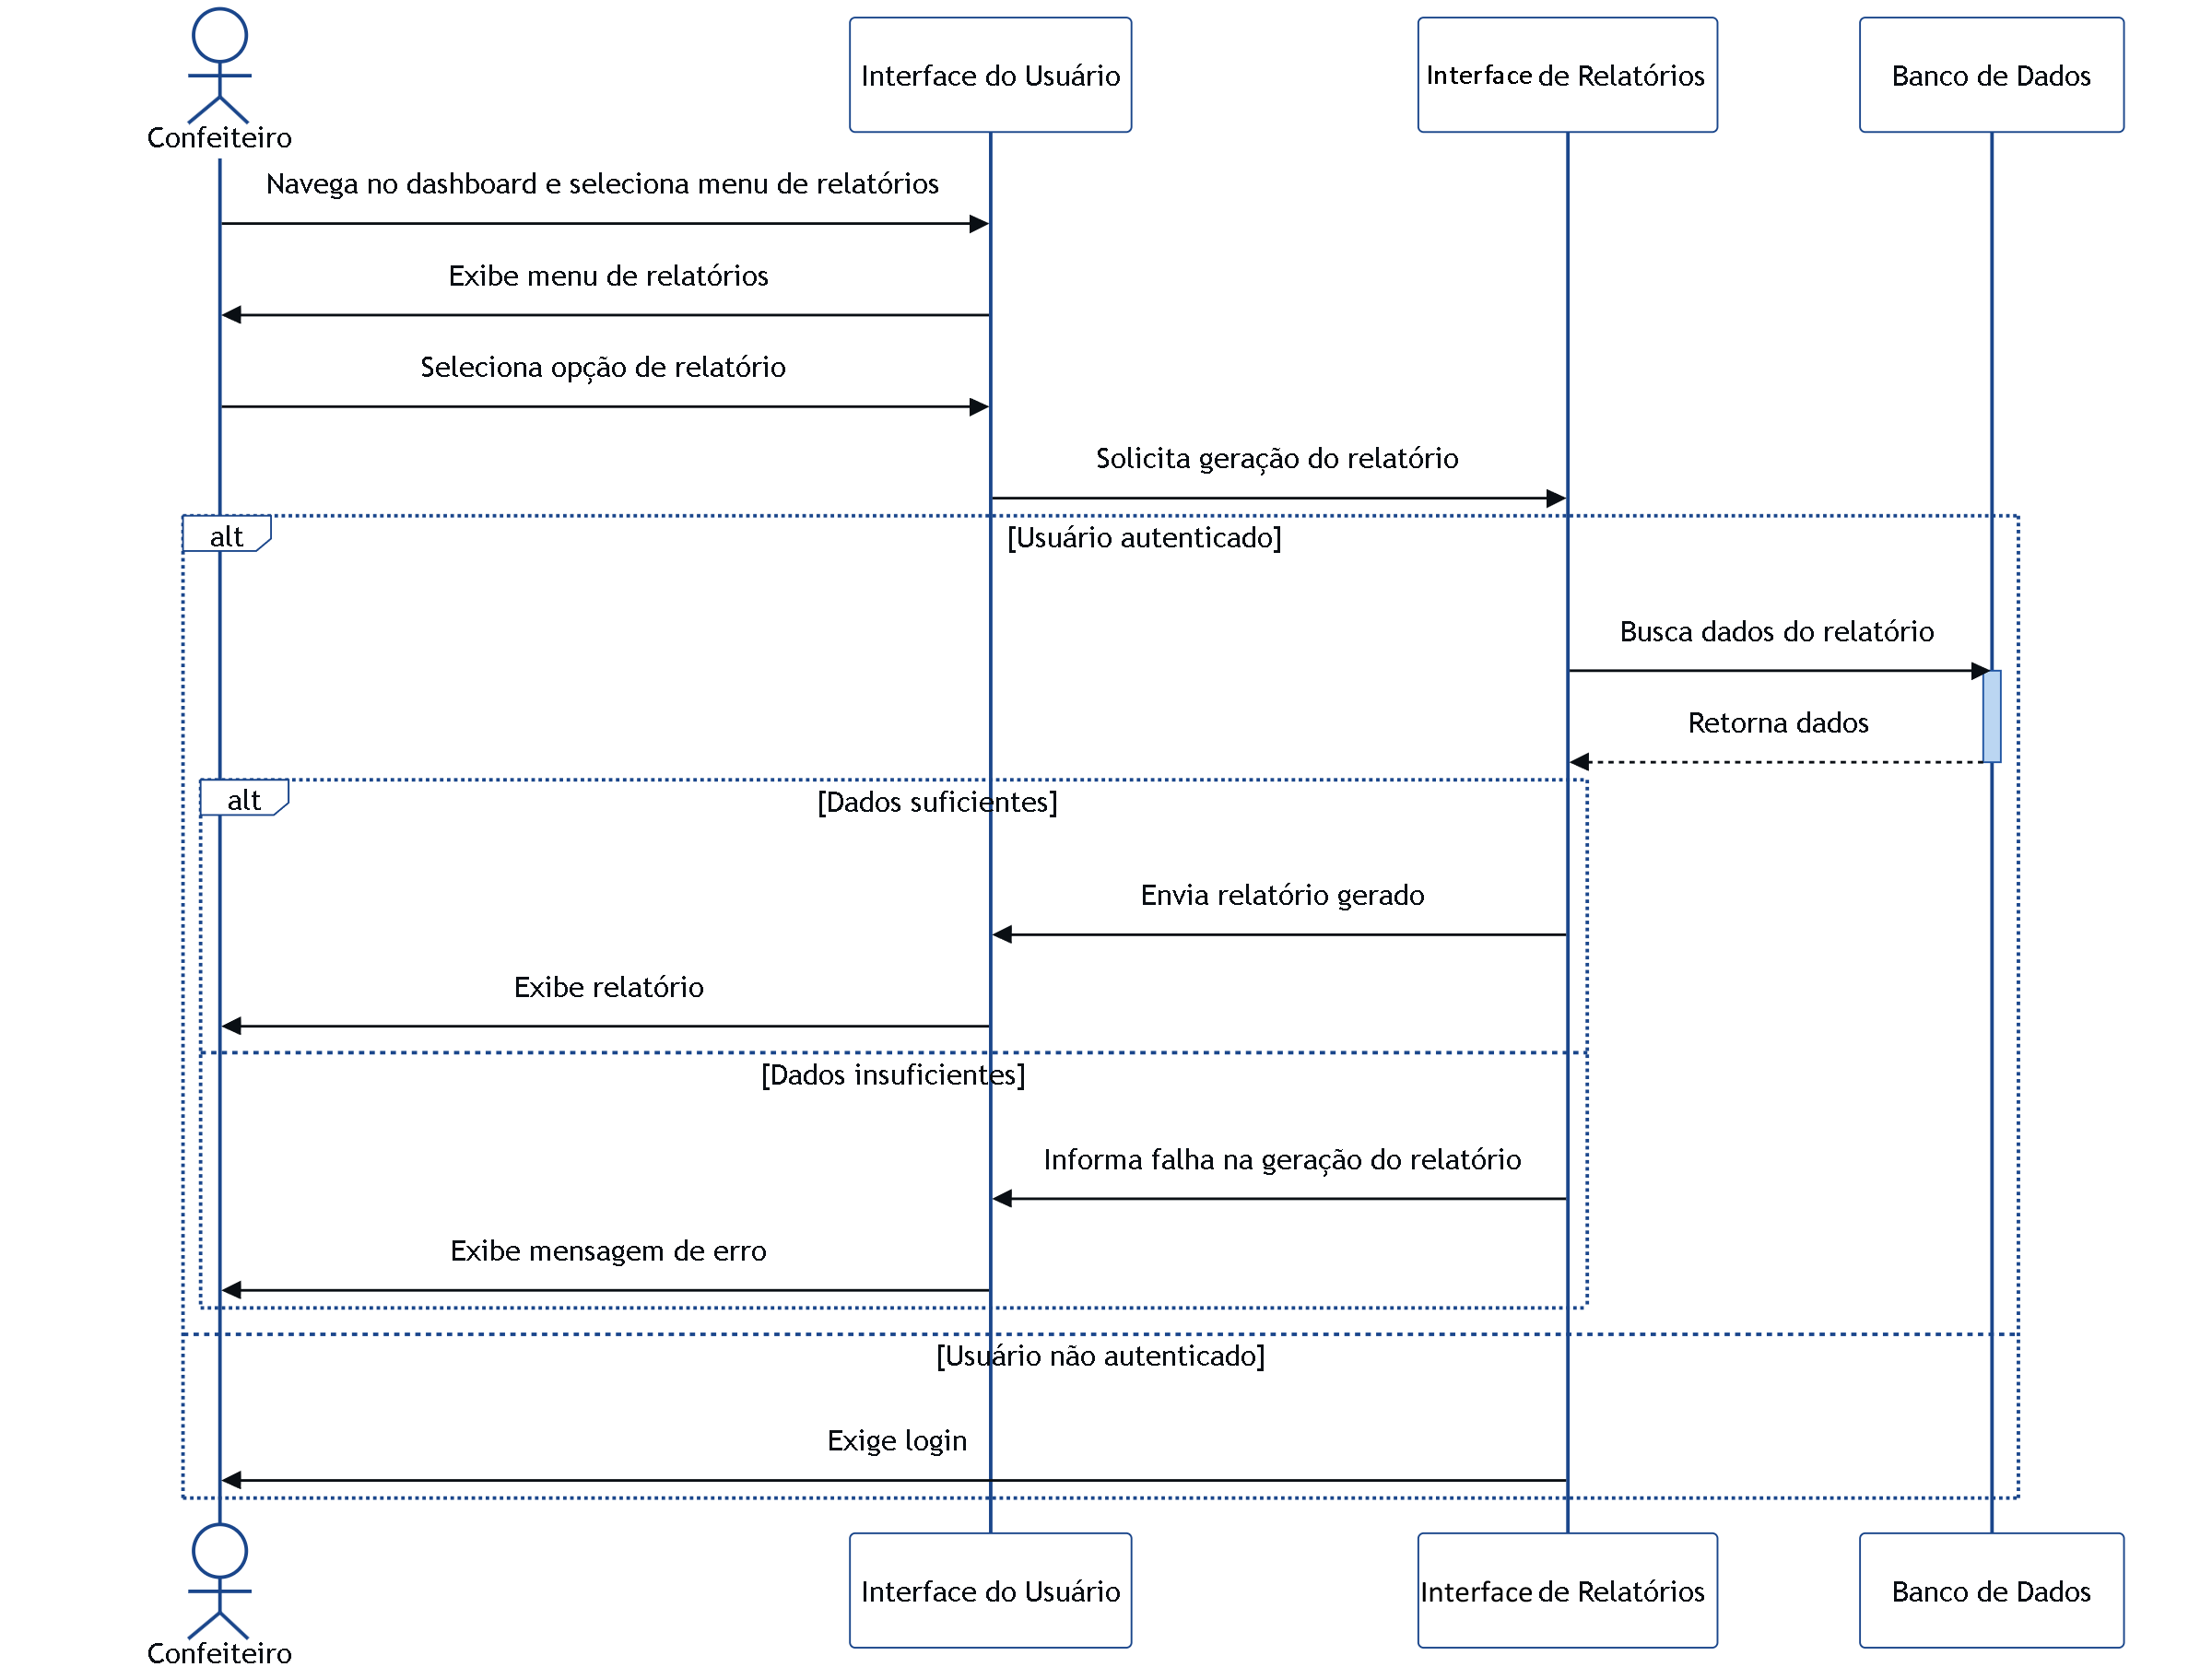 Confeiteiro
Interface do Usuário
Interface de Relatórios
Banco de Dados
Navega no dashboard e seleciona menu de relatórios
Exibe menu de relatórios
Seleciona opção de relatório
Solicita geração do relatório
alt
[Usuário autenticado]
Busca dados do relatório
Retorna dados
alt
[Dados suficientes]
Envia relatório gerado
Exibe relatório
[Dados insuficientes]
Informa falha na geração do relatório
Exibe mensagem de erro
[Usuário não autenticado]
Exige login
Confeiteiro
Interface do Usuário
Interface de Relatórios
Banco de Dados